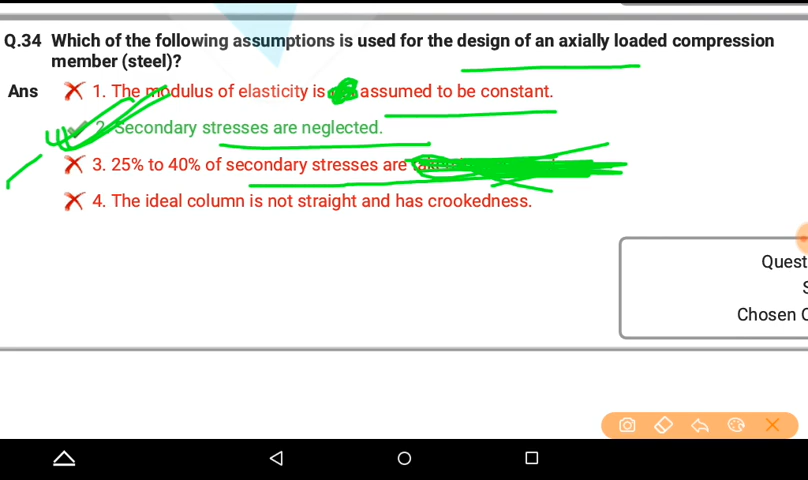 Q.34 Which of the following assumptions is used for the design of an axially loaded compression
member (steel)?
Ans 1. The modulus of elasticity is assumed to be constant.
2. Secondary stresses are neglected.
3. 25% to 40% of secondary stresses are
4. The ideal column is not straight and has crookedness.
Quest
S
Chosen O